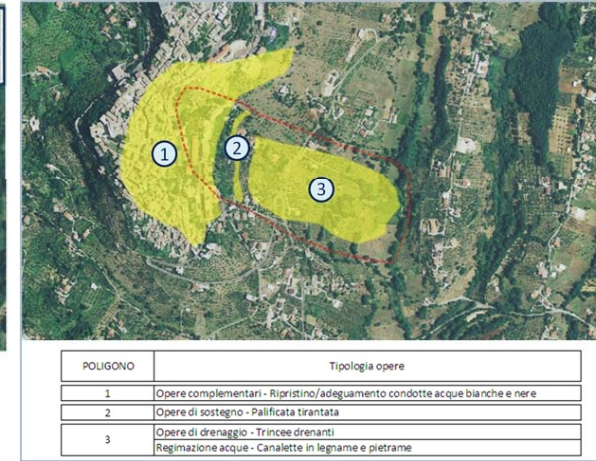 1
2
3
POLIGONO Tipologia opere
1 Opere complementari - Ripristino/adeguamento condotte acque bianche e nere
2 Opere di sostegno - Palificata tirantata
3 Opere di drenaggio - Trincee drenanti
Regimazione acque - Canalette in legname e pietrame